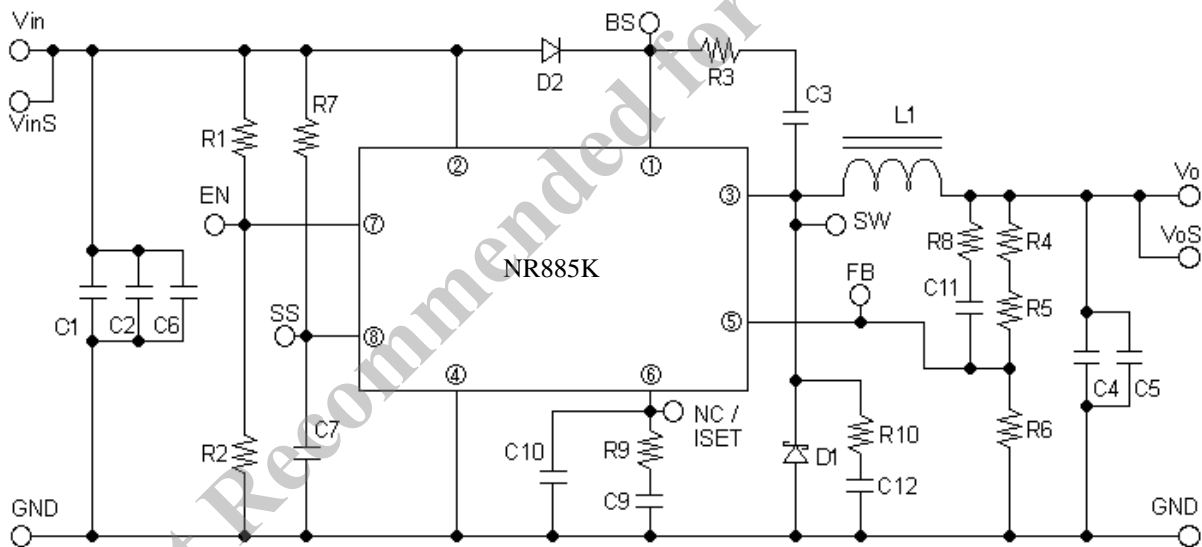 Vin
VinS
BS
D2
R3
C3
L1
R7
R1
②
①
③
Vo
VoS
EN
⑦
SW
R8
R4
NR885K
FB
C11
R5
C1
C2
C6
SS
⑧
⑤
④
⑥
NC /
ISET
C4
C5
R2
C7
C10
R9
C9
D1
R10
C12
R6
GND
GND
Recommended for